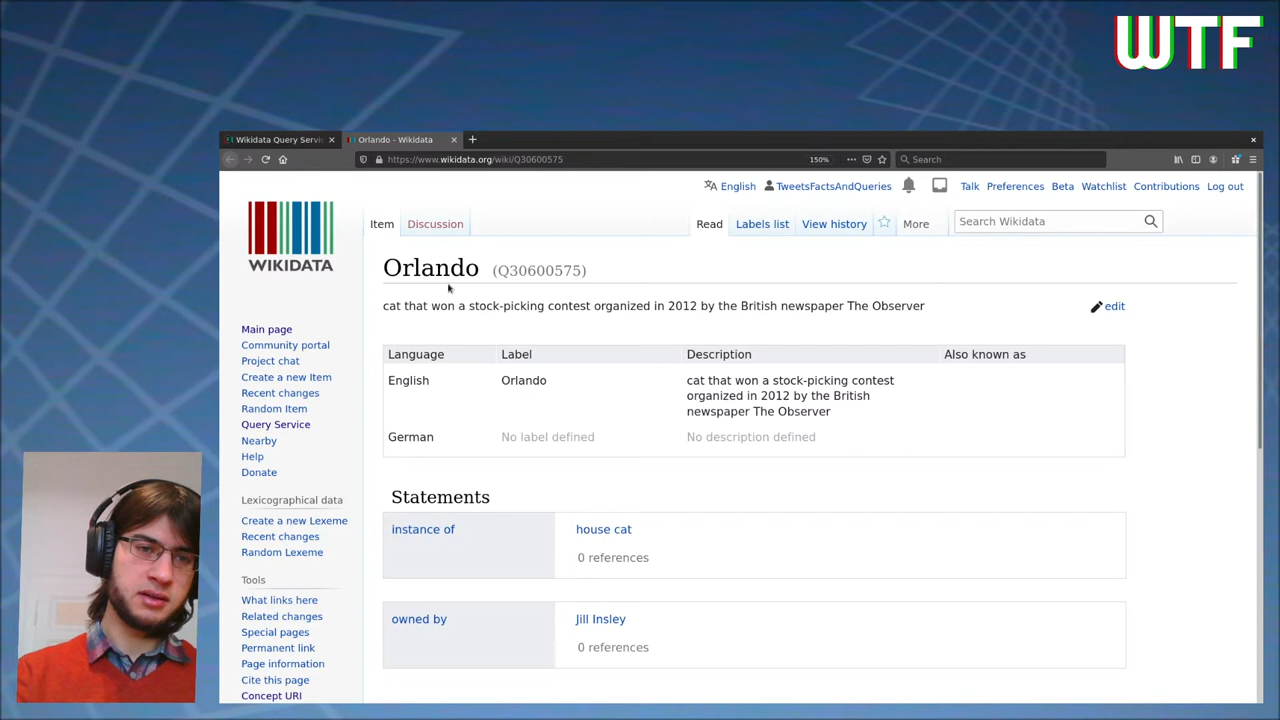 WTF
Wikidata Query Servic
Orlando - Wikidata
https://www.wikidata.org/wiki/Q30600575
150%
Search
English
TweetsFactsAndQueries
Talk
Preferences
Beta
Watchlist
Contributions
Log out
WIKIDATA
Item
Discussion
Read
Labels list
View history
More
Search Wikidata
Orlando (Q30600575)
cat that won a stock-picking contest organized in 2012 by the British newspaper The Observer
edit
Language Label Description Also known as
English Orlando cat that won a stock-picking contest
organized in 2012 by the British
newspaper The Observer
German No label defined No description defined
Statements
instance of
house cat
0 references
owned by
Jill Insley
0 references
Main page
Community portal
Project chat
Create a new Item
Recent changes
Random Item
Query Service
Nearby
Help
Donate
Lexicographical data
Create a new Lexeme
Recent changes
Random Lexeme
Tools
What links here
Related changes
Special pages
Permanent link
Page information
Cite this page
Concept URI